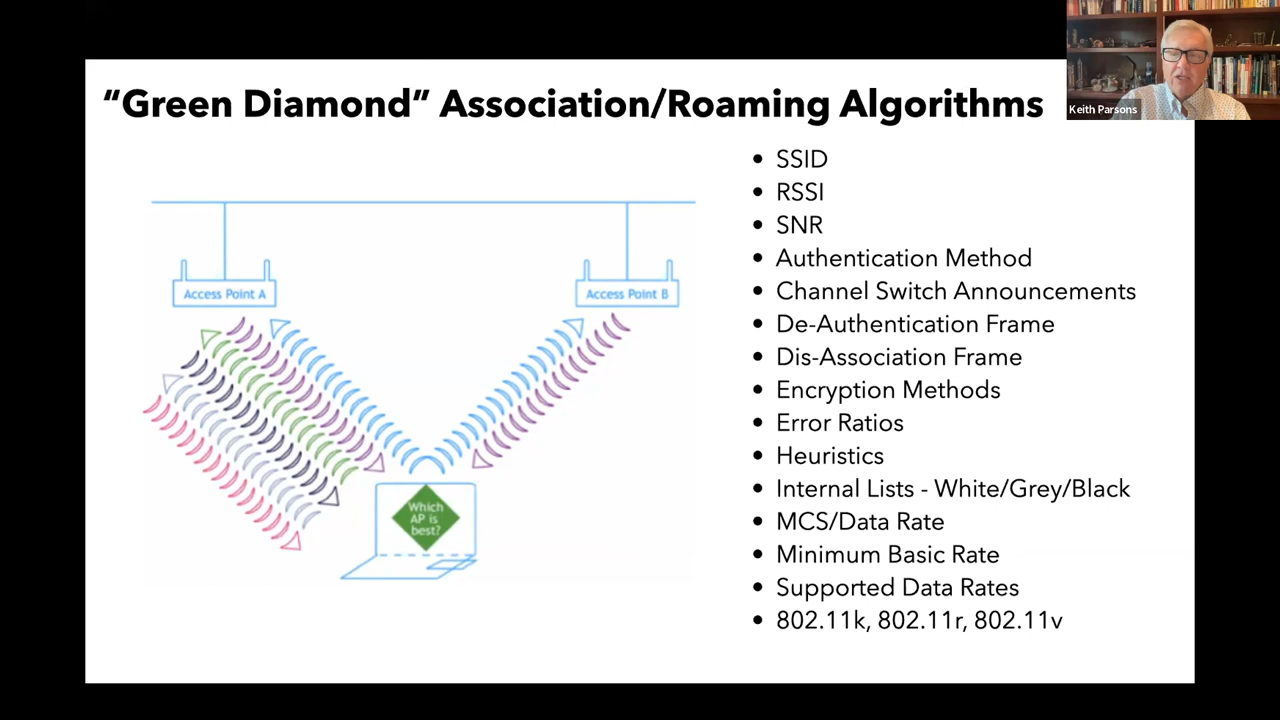 “Green Diamond” Association/Roaming Algorithms
Keith Parsons
Access Point A
Access Point B
Which
AP is
best?
• SSID
• RSSI
• SNR
• Authentication Method
• Channel Switch Announcements
• De-Authentication Frame
• Dis-Association Frame
• Encryption Methods
• Error Ratios
• Heuristics
• Internal Lists - White/Grey/Black
• MCS/Data Rate
• Minimum Basic Rate
• Supported Data Rates
• 802.11k, 802.11r, 802.11v